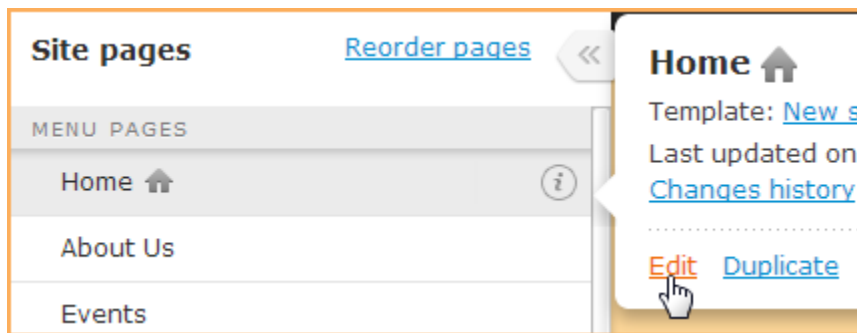 Site pages
Reorder pages
MENU PAGES
Home
About Us
Events
Home
Template: New s
Last updated on
Changes history
Edit Duplicate